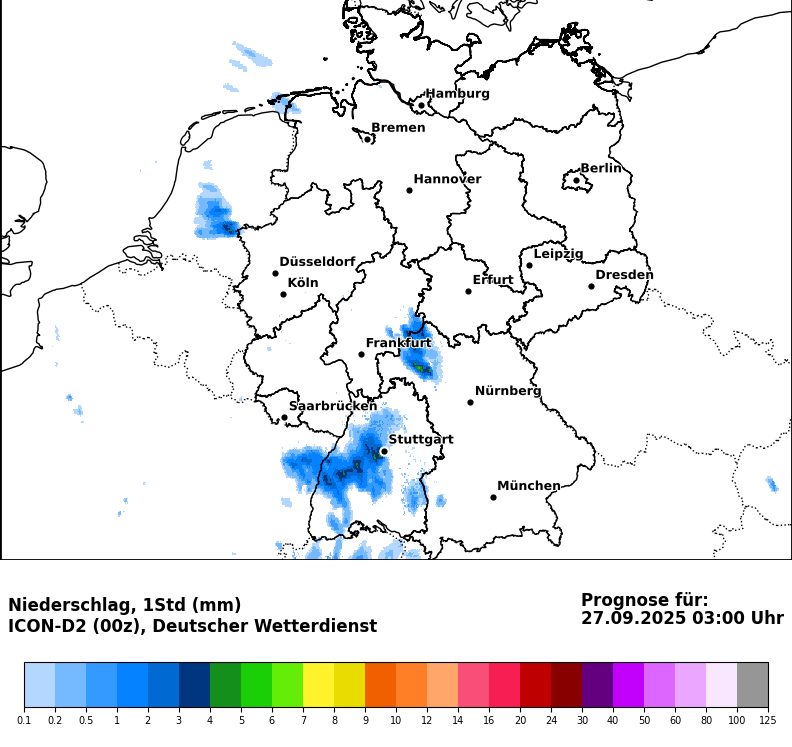 Hamburg
Bremen
Berlin
Hannover
Leipzig
Düsseldorf
Dresden
Köln
Erfurt
Frankfurt
Nürnberg
Saarbrücken
Stuttgart
München
Niederschlag, 1Std (mm)
ICON-D2 (00z), Deutscher Wetterdienst
Prognose für:
27.09.2025 03:00 Uhr
0.1 0.2 0.5 1 2 3 4 5 6 7 8 9 10 12 14 16 20 24 30 40 50 60 80 100 125